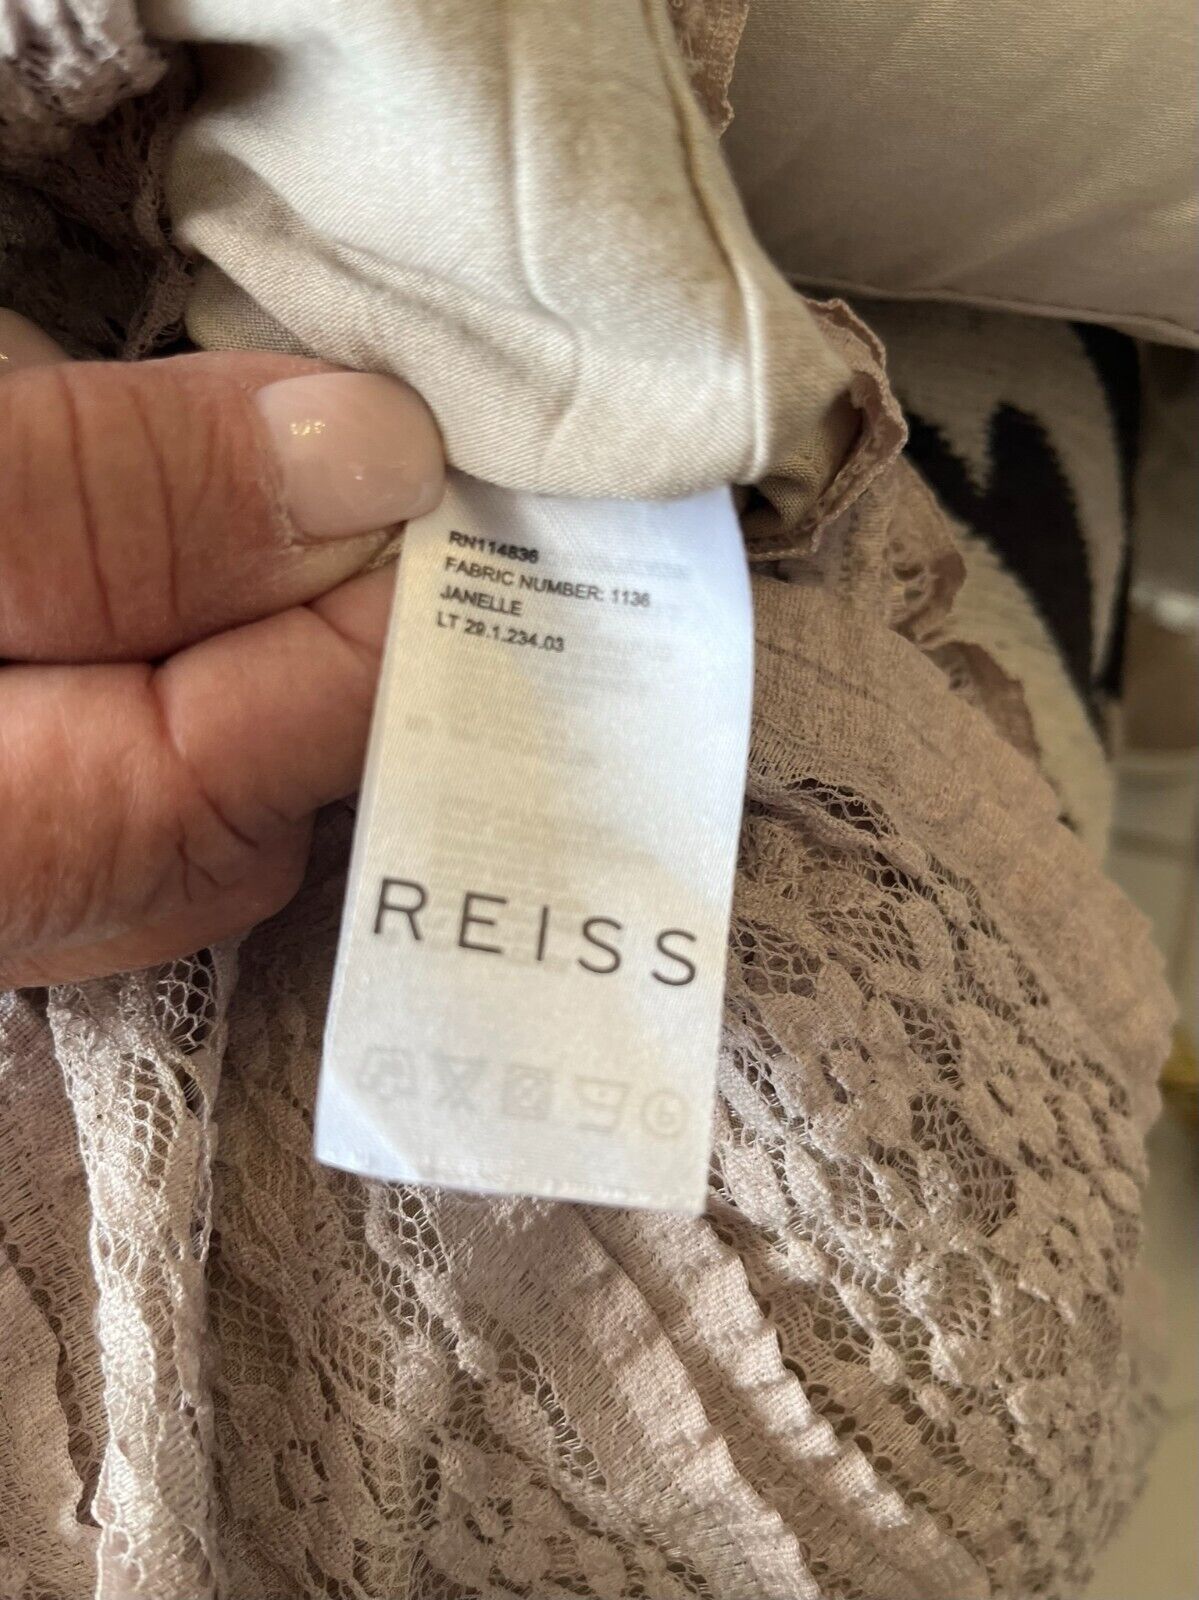 RN114836
FABRIC NUMBER: 1136
JANELLE
LT 29.1.234.03
REISS